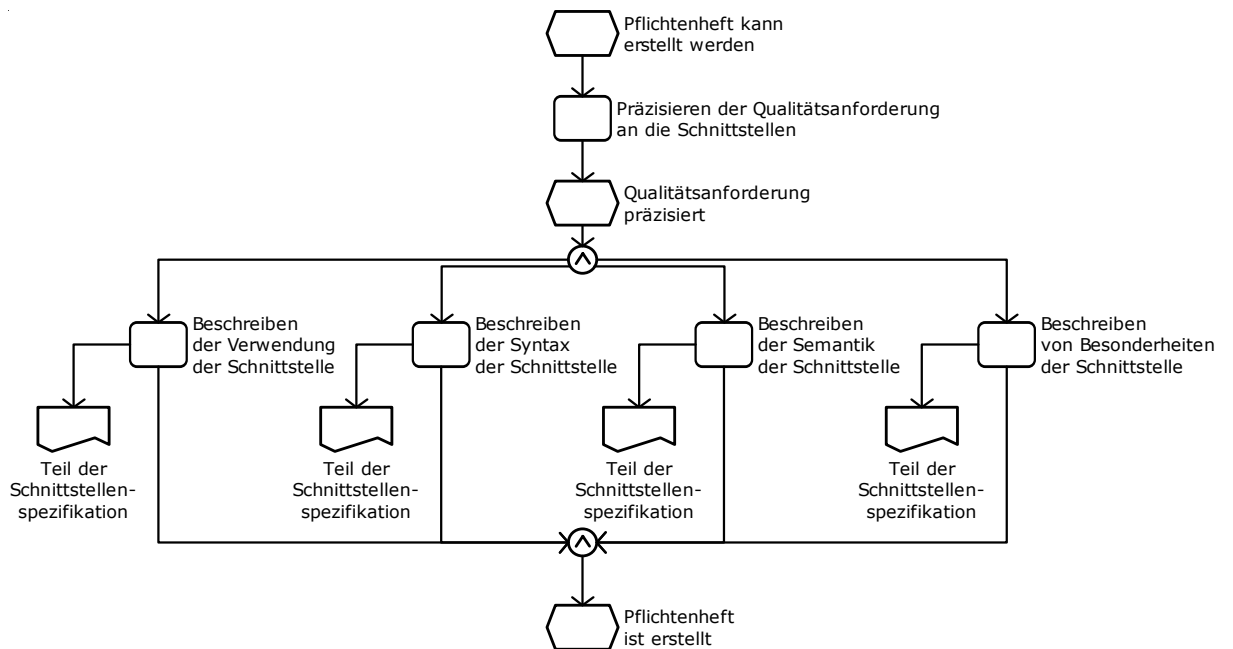 Pflichtenheft kann
erstellt werden
Präzisieren der Qualitätsanforderung
an die Schnittstellen
Qualitätsanforderung
präzisiert
Beschreiben
der Verwendung
der Schnittstelle
Beschreiben
der Syntax
der Schnittstelle
Beschreiben
der Semantik
der Schnittstelle
Beschreiben
von Besonderheiten
der Schnittstelle
Teil der
Schnittstellen-
spezifikation
Teil der
Schnittstellen-
spezifikation
Teil der
Schnittstellen-
spezifikation
Teil der
Schnittstellen-
spezifikation
Pflichtenheft
ist erstellt